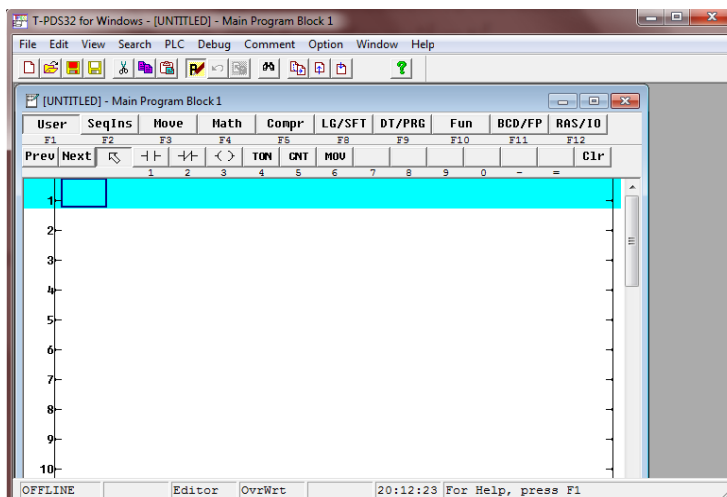 T-PDS32 for Windows - [UNTITLED] - Main Program Block 1
File Edit View Search PLC Debug Comment Option Window Help
[UNTITLED] - Main Program Block 1
User SeqIns Move Math Compr LG/SFT DT/PRG Fun BCD/FP RAS/IO
F1 F2 F3 F4 F5 F8 F9 F10 F11 F12
Prev Next TON CNT MOV Clr
1 2 3 4 5 6 7 8 9 0 - =
1
2
3
4
5
6
7
8
9
10
OFFLINE Editor OvrWrt 20:12:23 For Help, press F1